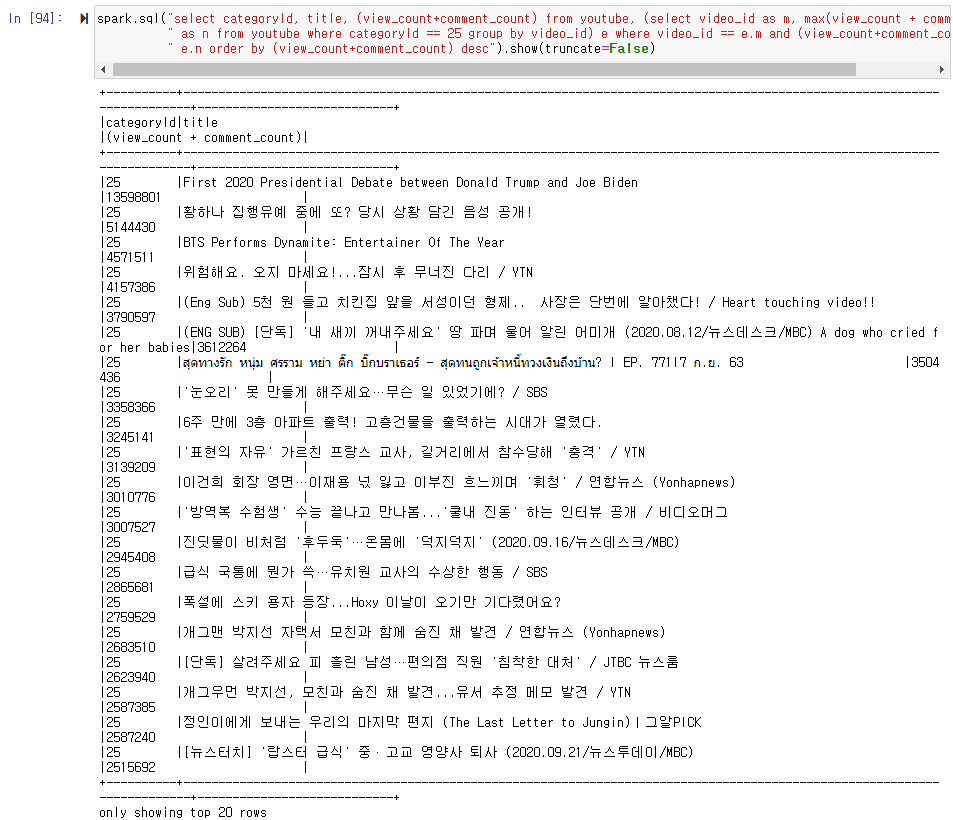 In [94]:
spark.sql("select categoryId, title, (view_count+comment_count) from youtube, (select video_id as m, max(view_count + comm
" as n from youtube where categoryId == 25 group by video_id) e where video_id == e.m and (view_count+comment_co
" e.n order by (view_count+comment_count) desc").show(truncate=False)
|categoryId|title
|(view_count + comment_count)|
|25 |First 2020 Presidential Debate between Donald Trump and Joe Biden
|13598801 |
|25 |황하나 집행유예 중에 또? 당시 상황 담긴 음성 공개!
|5144430 |
|25 |BTS Performs Dynamite: Entertainer Of The Year
|4571511 |
|25 |위험해요. 오지 마세요!...잠시 후 무너진 다리 / YTN
|4157386 |
|25 |(Eng Sub) 5천 원 들고 치킨집 앞을 서성이던 형제.. 사장은 단번에 알아챘다! / Heart touching video!!
|3790597 |
|25 |(ENG SUB) [단독] '내 새끼 꺼내주세요' 땅 파며 울어 알린 어미개 (2020.08.12/뉴스데스크/MBC) A dog who cried f
or her babies|3612264 |
|25 |สุดทางรัก หนุ่ม ศรราม หย่า ติ๊ก บิ๊กบราเธอร์ – สุดทนถูกเจ้าหนี้ทวงเงินถึงบ้าน? | EP. 77|17 ก.ย. 63 |3504
436 |
|25 |'눈오리' 못 만들게 해주세요…무슨 일 있었기에? / SBS
|3358366 |
|25 |6주 만에 3층 아파트 출력! 고층건물을 출력하는 시대가 열렸다.
|3245141 |
|25 |'표현의 자유' 가르친 프랑스 교사, 길거리에서 참수당해 '충격' / YTN
|3139209 |
|25 |이건희 회장 영면…이재용 넋 잃고 이부진 흐느끼며 '휘청' / 연합뉴스 (Yonhapnews)
|3010776 |
|25 |'방역복 수험생' 수능 끝나고 만나봄...'쿨내 진동' 하는 인터뷰 공개 / 비디오머그
|3007527 |
|25 |진딧물이 비처럼 '후두둑'…온몸에 '덕지덕지' (2020.09.16/뉴스데스크/MBC)
|2945408 |
|25 |급식 국통에 뭔가 쓱…유치원 교사의 수상한 행동 / SBS
|2865681 |
|25 |폭설에 스키 용자 등장...Hoxy 이날이 오기만 기다렸어요?
|2759529 |
|25 |개그맨 박지선 자택서 모친과 함께 숨진 채 발견 / 연합뉴스 (Yonhapnews)
|2683510 |
|25 |[단독] 살려주세요 피 흘린 남성…편의점 직원 '침착한 대처' / JTBC 뉴스룸
|2623940 |
|25 |개그우먼 박지선, 모친과 숨진 채 발견...유서 추정 메모 발견 / YTN
|2587385 |
|25 |정인이에게 보내는 우리의 마지막 편지 (The Last Letter to Jungin)ㅣ그알PICK
|2587240 |
|25 |[뉴스터치] '랍스터 급식' 중·고교 영양사 퇴사 (2020.09.21/뉴스투데이/MBC)
|2515692 |
only showing top 20 rows